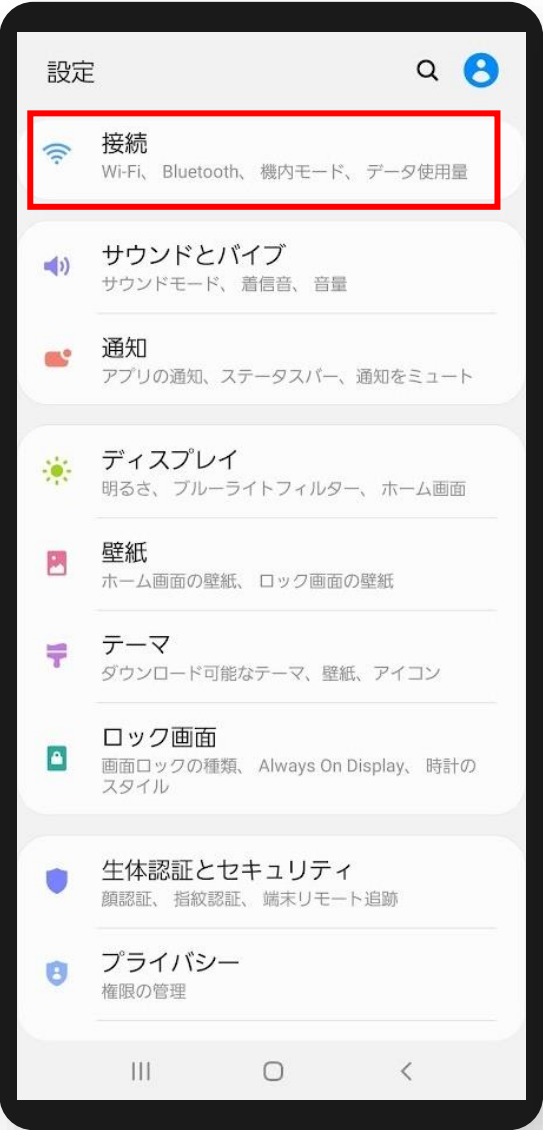 設定
接続
Wi-Fi、 Bluetooth、 機内モード、 データ使用量
サウンドとバイブ
サウンドモード、 着信音、 音量
通知
アプリの通知、ステータスバー、通知をミュート
ディスプレイ
明るさ、 ブルーライトフィルター、 ホーム画面
壁紙
ホーム画面の壁紙、 ロック画面の壁紙
テーマ
ダウンロード可能なテーマ、壁紙、アイコン
ロック画面
画面ロックの種類、 Always On Display、 時計の
スタイル
生体認証とセキュリティ
顔認証、 指紋認証、 端末リモート追跡
プライバシー
権限の管理